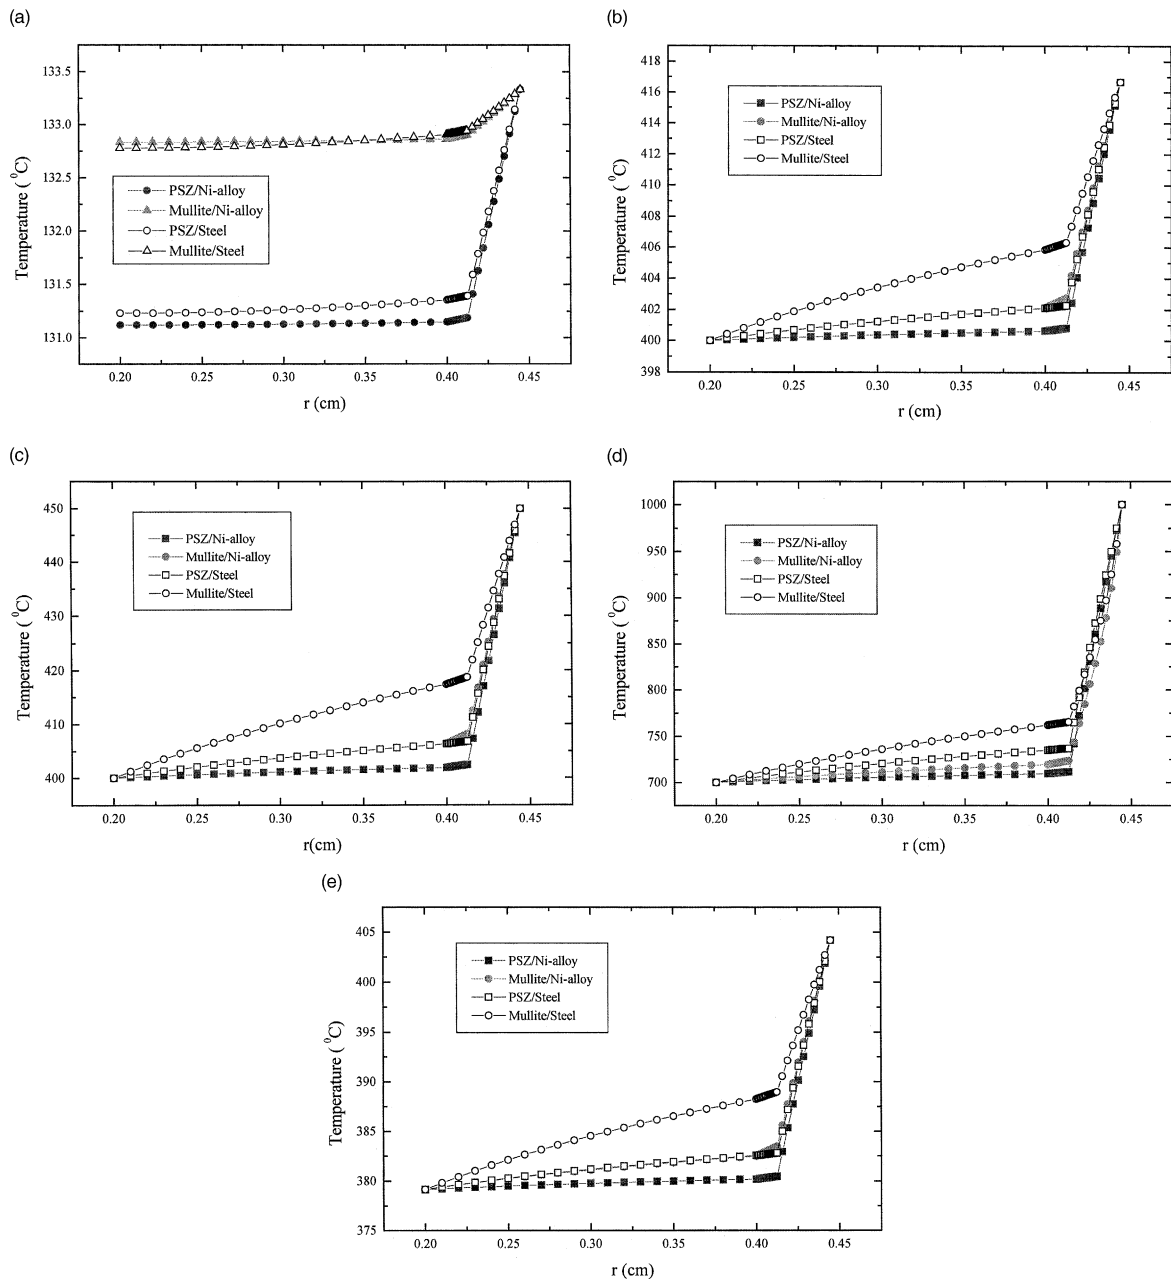 (a)
133.5
133.0
132.5
132.0
131.5
131.0
Temperature ( ⁰C)
PSZ/Ni-alloy
Mullite/Ni-alloy
PSZ/Steel
Mullite/Steel
0.20 0.25 0.30 0.35 0.40 0.45
r (cm)
(b)
418
416
414
412
410
408
406
404
402
400
398
Temperature ( ⁰C)
PSZ/Ni-alloy
Mullite/Ni-alloy
PSZ/Steel
Mullite/Steel
0.20 0.25 0.30 0.35 0.40 0.45
r (cm)
(c)
450
440
430
420
410
400
Temperature ( ⁰C)
PSZ/Ni-alloy
Mullite/Ni-alloy
PSZ/Steel
Mullite/Steel
0.20 0.25 0.30 0.35 0.40 0.45
r(cm)
(d)
1000
950
900
850
800
750
700
Temperature ( ⁰C)
PSZ/Ni-alloy
Mullite/Ni-alloy
PSZ/Steel
Mullite/Steel
0.20 0.25 0.30 0.35 0.40 0.45
r (cm)
(e)
405
400
395
390
385
380
375
Temperature ( ⁰C)
PSZ/Ni-alloy
Mullite/Ni-alloy
PSZ/Steel
Mullite/Steel
0.20 0.25 0.30 0.35 0.40 0.45
r (cm)